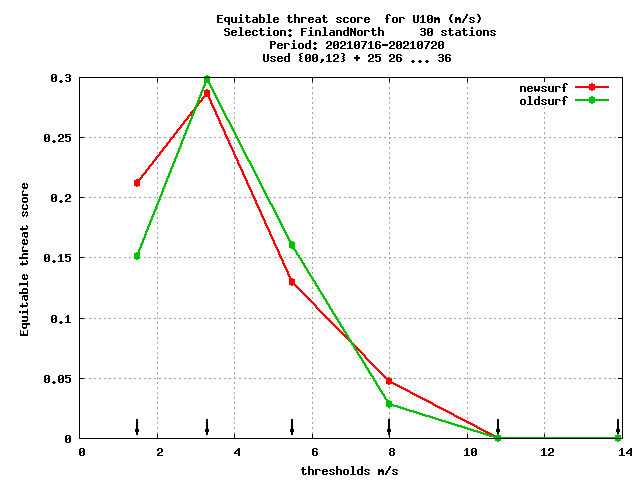 Equitable threat score  for U10m (m/s)
Selection: FinlandNorth     30 stations
Period: 20210716-20210720
Used {00,12} + 25 26 ... 36
newsurf
oldsurf
Equitable threat score
0.3
0.25
0.2
0.15
0.1
0.05
0
0 2 4 6 8 10 12 14
thresholds m/s